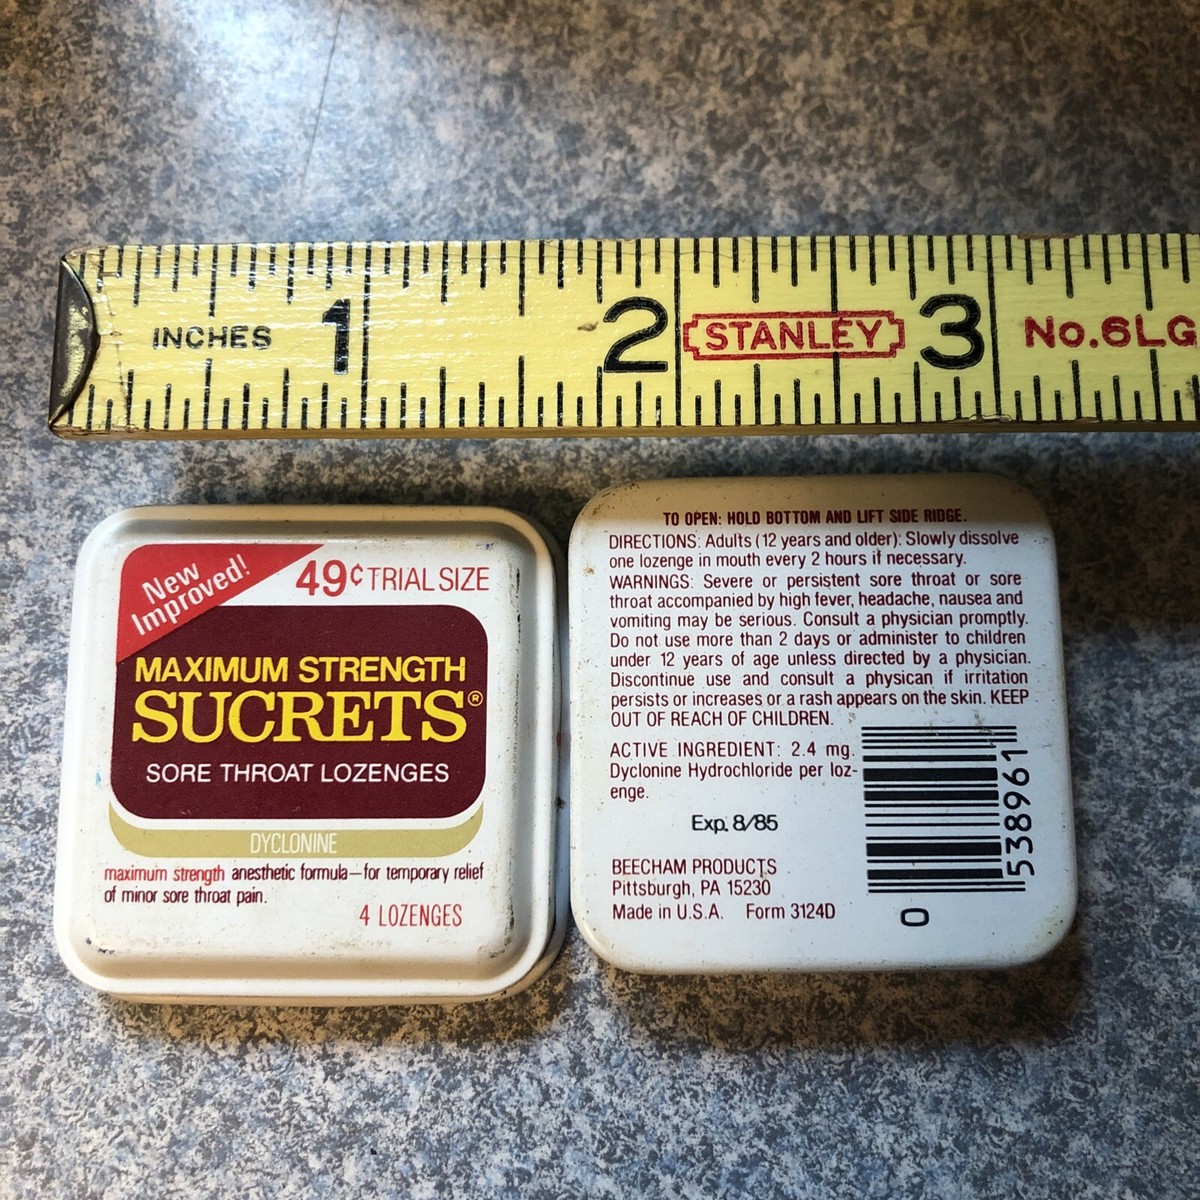 INCHES 1 2 STANLEY 3 No.6LG
New
Improved!
49¢ TRIAL SIZE
MAXIMUM STRENGTH
SUCRETS®
SORE THROAT LOZENGES
DYCLONINE
maximum strength anesthetic formula—for temporary relief
of minor sore throat pain.
4 LOZENGES
TO OPEN: HOLD BOTTOM AND LIFT SIDE RIDGE.
DIRECTIONS: Adults (12 years and older): Slowly dissolve
one lozenge in mouth every 2 hours if necessary.
WARNINGS: Severe or persistent sore throat or sore
throat accompanied by high fever, headache, nausea and
vomiting may be serious. Consult a physician promptly.
Do not use more than 2 days or administer to children
under 12 years of age unless directed by a physician.
Discontinue use and consult a physican if irritation
persists or increases or a rash appears on the skin. KEEP
OUT OF REACH OF CHILDREN.
ACTIVE INGREDIENT: 2.4 mg.
Dyclonine Hydrochloride per loz-
enge.
Exp. 8/85
BEECHAM PRODUCTS
Pittsburgh, PA 15230
Made in U.S.A. Form 3124D
538961
0